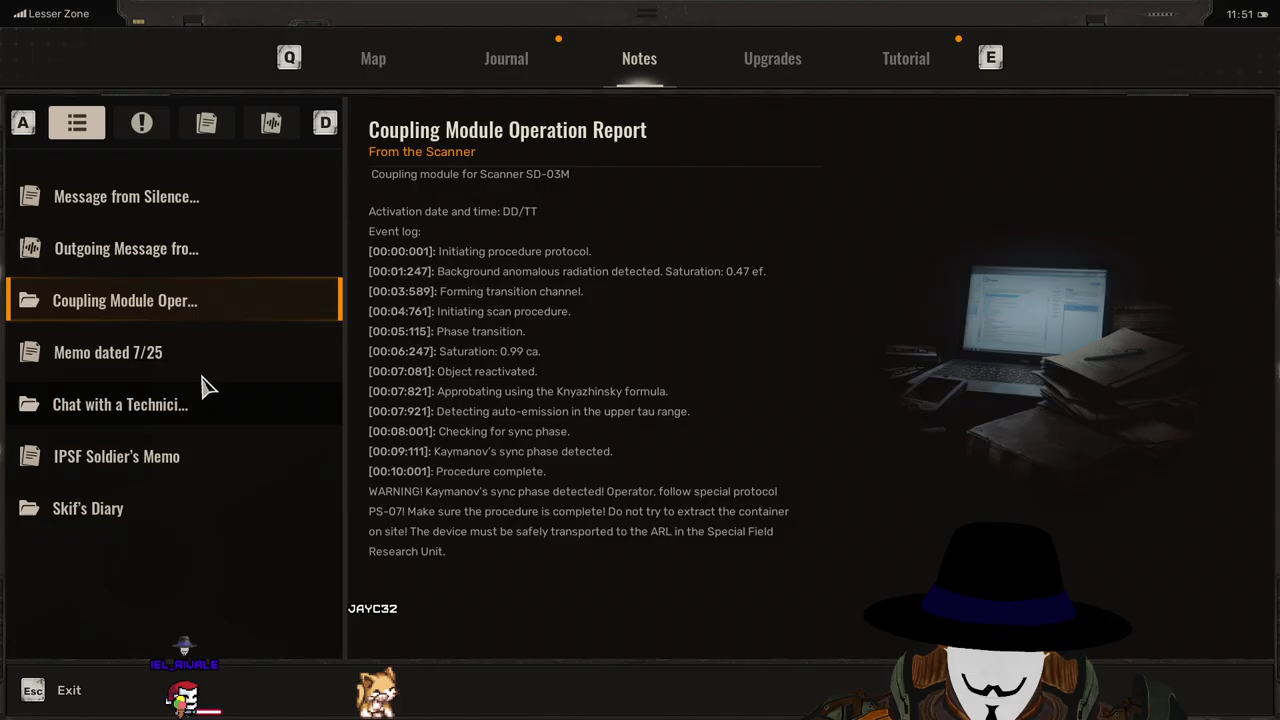 Lesser Zone
11:51
Q
Map
Journal
Notes
Upgrades
Tutorial
E
A
D
Message from Silence...
Outgoing Message fro...
Coupling Module Oper...
Memo dated 7/25
Chat with a Technici...
IPSF Soldier's Memo
Skif's Diary
Coupling Module Operation Report
From the Scanner
Coupling module for Scanner SD-03M
Activation date and time: DD/TT
Event log:
[00:00:001]: Initiating procedure protocol.
[00:01:247]: Background anomalous radiation detected. Saturation: 0.47 ef.
[00:03:589]: Forming transition channel.
[00:04:761]: Initiating scan procedure.
[00:05:115]: Phase transition.
[00:06:247]: Saturation: 0.99 ca.
[00:07:081]: Object reactivated.
[00:07:821]: Approbating using the Knyazhinsky formula.
[00:07:921]: Detecting auto-emission in the upper tau range.
[00:08:001]: Checking for sync phase.
[00:09:111]: Kaymanov's sync phase detected.
[00:10:001]: Procedure complete.
WARNING! Kaymanov's sync phase detected! Operator, follow special protocol
PS-07! Make sure the procedure is complete! Do not try to extract the container
on site! The device must be safely transported to the ARL in the Special Field
Research Unit.
JAYC32
IEL_RIVALE
Esc
Exit